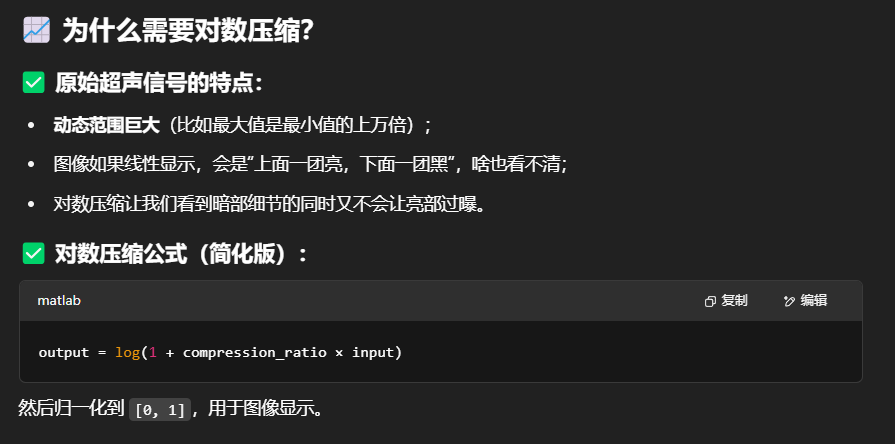 为什么需要对数压缩？
原始超声信号的特点：
动态范围巨大（比如最大值是最小值的上万倍）；
图像如果线性显示，会是“上面一团亮，下面一团黑”，啥也看不清；
对数压缩让我们看到暗部细节的同时又不会让亮部过曝。
对数压缩公式（简化版）：
matlab 复制 编辑
output = log(1 + compression_ratio × input)
然后归一化到 [0, 1]，用于图像显示。